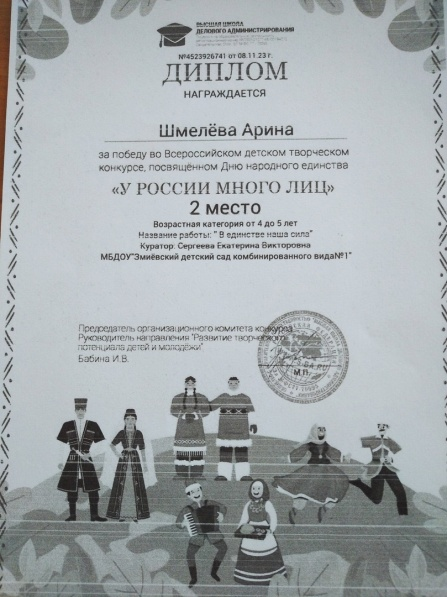 ВЫСШАЯ ШКОЛА
ДЕЛОВОГО АДМИНИСТРИРОВАНИЯ
№4523926741 от 08.11.23 г.
ДИПЛОМ
НАГРАЖДАЕТСЯ
Шмелёва Арина
за победу во Всероссийском детском творческом
конкурсе, посвящённом Дню народного единства
«У РОССИИ МНОГО ЛИЦ»
2 место
Возрастная категория от 4 до 5 лет
Название работы: " В единстве наша сила"
Куратор: Сергеева Екатерина Викторовна
МБДОУ"Змиёвский детский сад комбинированного вида№1"
Председатель организационного комитета конкурса
Руководитель направления "Развитие творческого
потенциала детей и молодёжи"
Бабина И.В.
М.П.